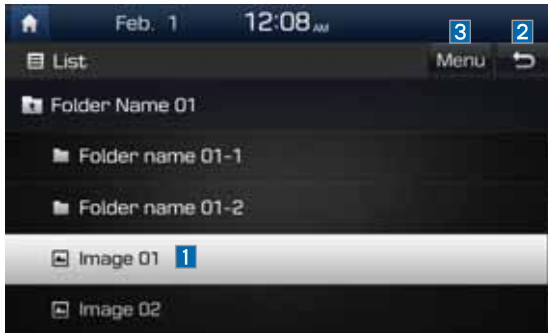 Feb. 1 12:08 AM
3 2
List Menu
Folder Name 01
Folder name 01-1
Folder name 01-2
Image 01 1
Image 02